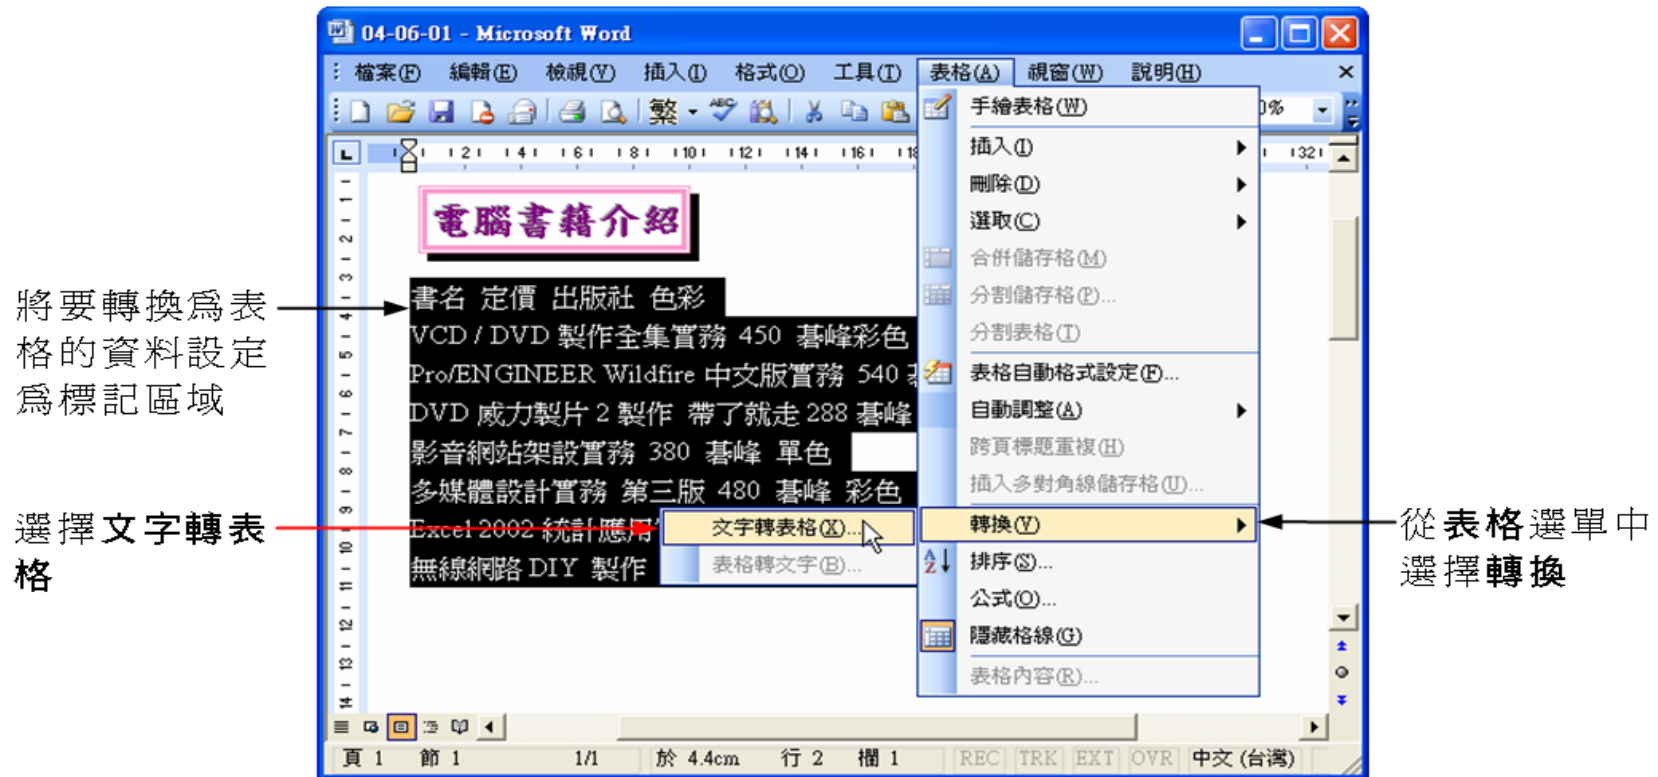 04-06-01 - Microsoft Word
檔案(F) 編輯(E) 檢視(V) 插入(I) 格式(O) 工具(T) 表格(A) 視窗(W) 說明(H)
繁
手繪表格(W)
插入(I)
刪除(D)
選取(C)
合併儲存格(M)
分割儲存格(P)...
分割表格(T)
表格自動格式設定(F)...
自動調整(A)
跨頁標題重複(H)
插入多對角線儲存格(U)...
轉換(V)
排序(S)...
公式(O)...
隱藏格線(G)
表格內容(R)...
文字轉表格(X)...
表格轉文字(B)...
電腦書籍介紹
書名 定價 出版社 色彩
VCD / DVD 製作全集實務 450 碁峰彩色
Pro/ENGINEER Wildfire 中文版實務 540
DVD 威力製片 2 製作 帶了就走 288 碁峰
影音網站架設實務 380 碁峰 單色
多媒體設計實務 第三版 480 碁峰 彩色
Excel 2002 統計應用
無線網路 DIY 製作
頁 1 節 1 1/1 於 4.4cm 行 2 欄 1 REC TRK EXT OVR 中文 (台灣)
將要轉換為表
格的資料設定
為標記區域
選擇文字轉表
格
從表格選單中
選擇轉換